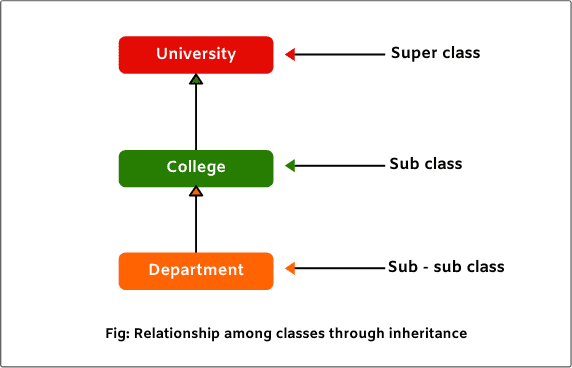 University
Super class
College
Sub class
Department
Sub - sub class
Fig: Relationship among classes through inheritance